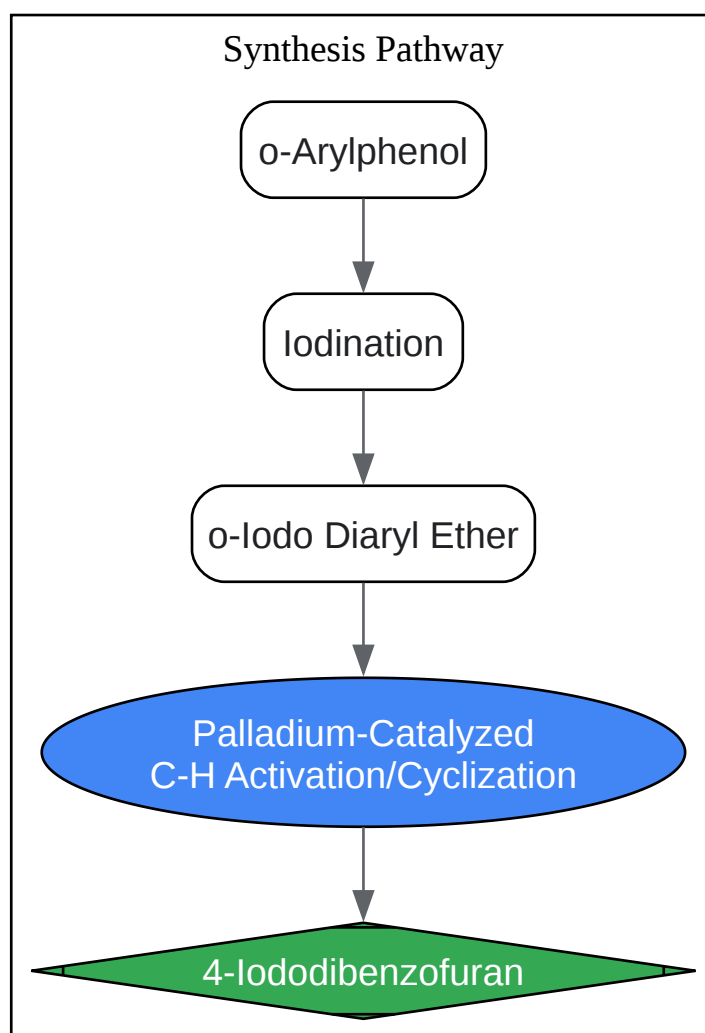 Synthesis Pathway
o-Arylphenol
Iodination
o-Iodo Diaryl Ether
Palladium-Catalyzed
C-H Activation/Cyclization
4-Iododibenzofuran